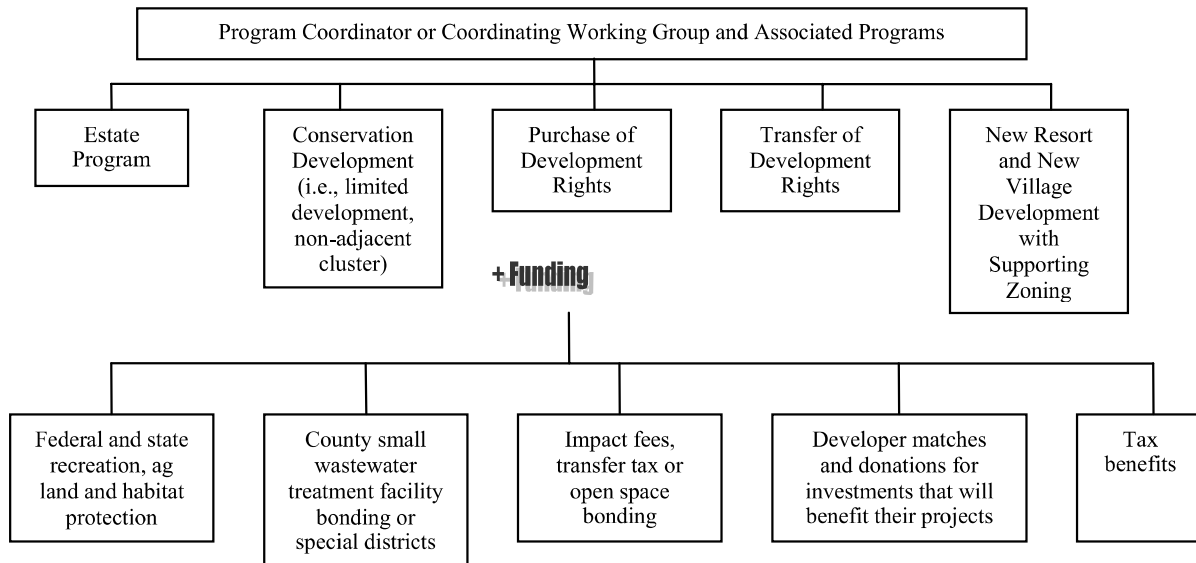 Program Coordinator or Coordinating Working Group and Associated Programs
Estate
Program
Conservation
Development
(i.e., limited
development,
non-adjacent
cluster)
Purchase of
Development
Rights
Transfer of
Development
Rights
New Resort
and New
Village
Development
with
Supporting
Zoning
+ Funding
Federal and state
recreation, ag
land and habitat
protection
County small
wastewater
treatment facility
bonding or
special districts
Impact fees,
transfer tax or
open space
bonding
Developer matches
and donations for
investments that will
benefit their projects
Tax
benefits